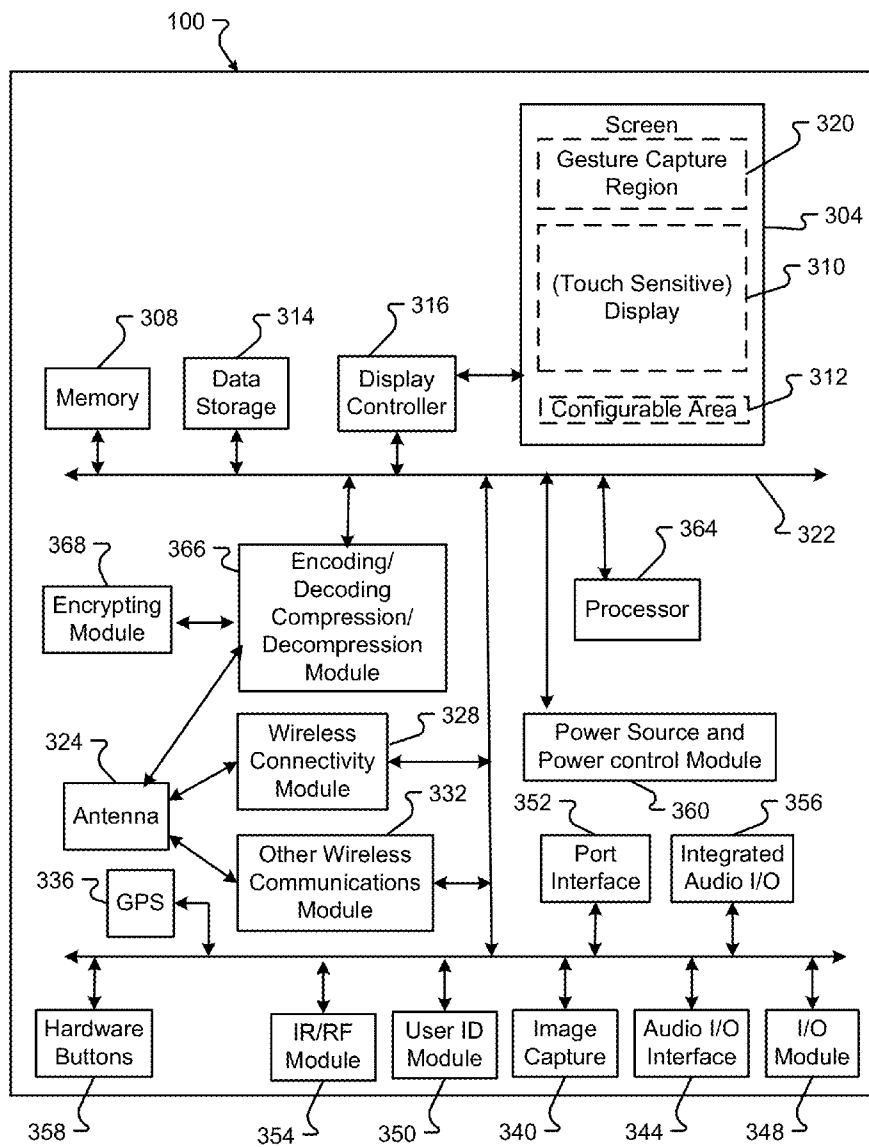 100
Screen
Gesture Capture
Region
320
304
(Touch Sensitive)
Display
310
312
Configurable Area
308
314
316
Memory
Data
Storage
Display
Controller
322
368
366
364
Encrypting
Module
Encoding/
Decoding
Compression/
Decompression
Module
Processor
324
Wireless
Connectivity
Module
328
Power Source and
Power control Module
Antenna
332
352
360
356
336
GPS
Other Wireless
Communications
Module
Port
Interface
Integrated
Audio I/O
Hardware
Buttons
IR/RF
Module
User ID
Module
Image
Capture
Audio I/O
Interface
I/O
Module
358
354
350
340
344
348